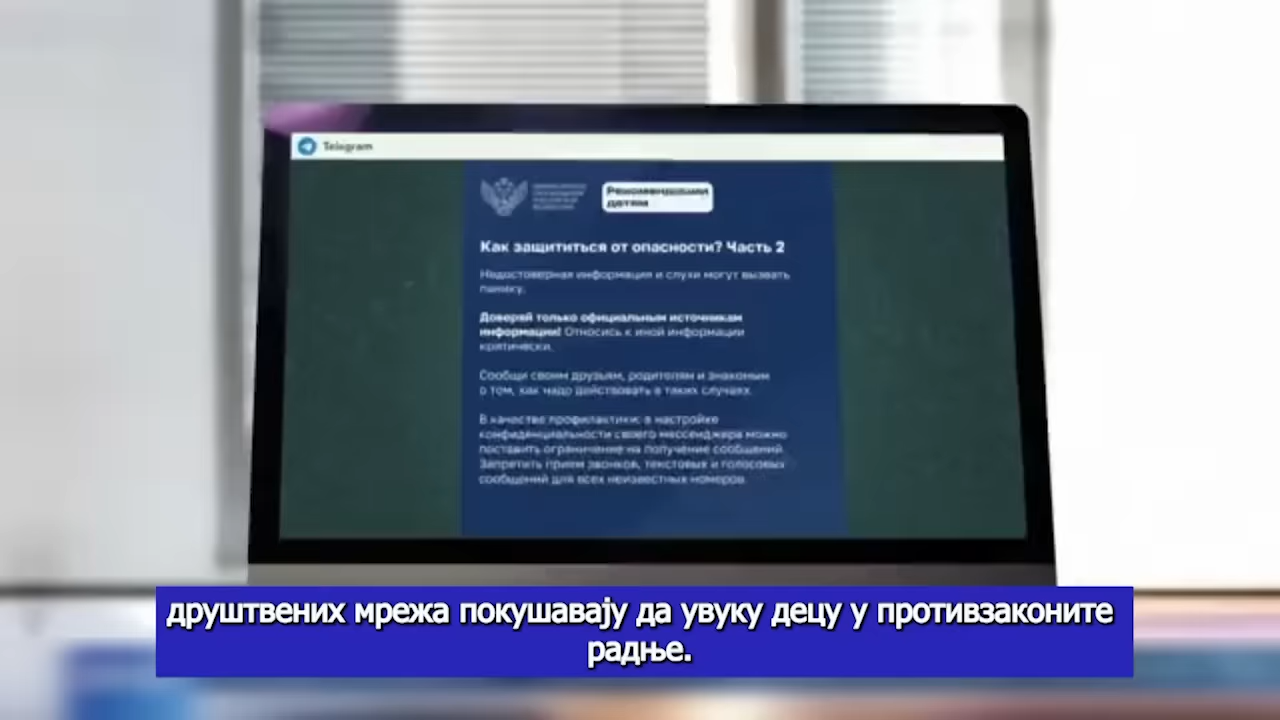 Telegram
Рекомендации
детям
Как защититься от опасности? Часть 2
Недостоверная информация и слухи могут вызвать
панику.
Доверяй только официальным источникам
информации! Относись к иной информации
критически.
Сообщи своим друзьям, родителям и знакомым
о том, как надо действовать в таких случаях.
В качестве профилактики: в настройке
конфиденциальности своего мессенджера можно
поставить ограничение на получение сообщений.
Запретить прием звонков, текстовых и голосовых
сообщений для всех неизвестных номеров.
друштвених мрежа покушавају да увуку децу у противзаконите
радње.